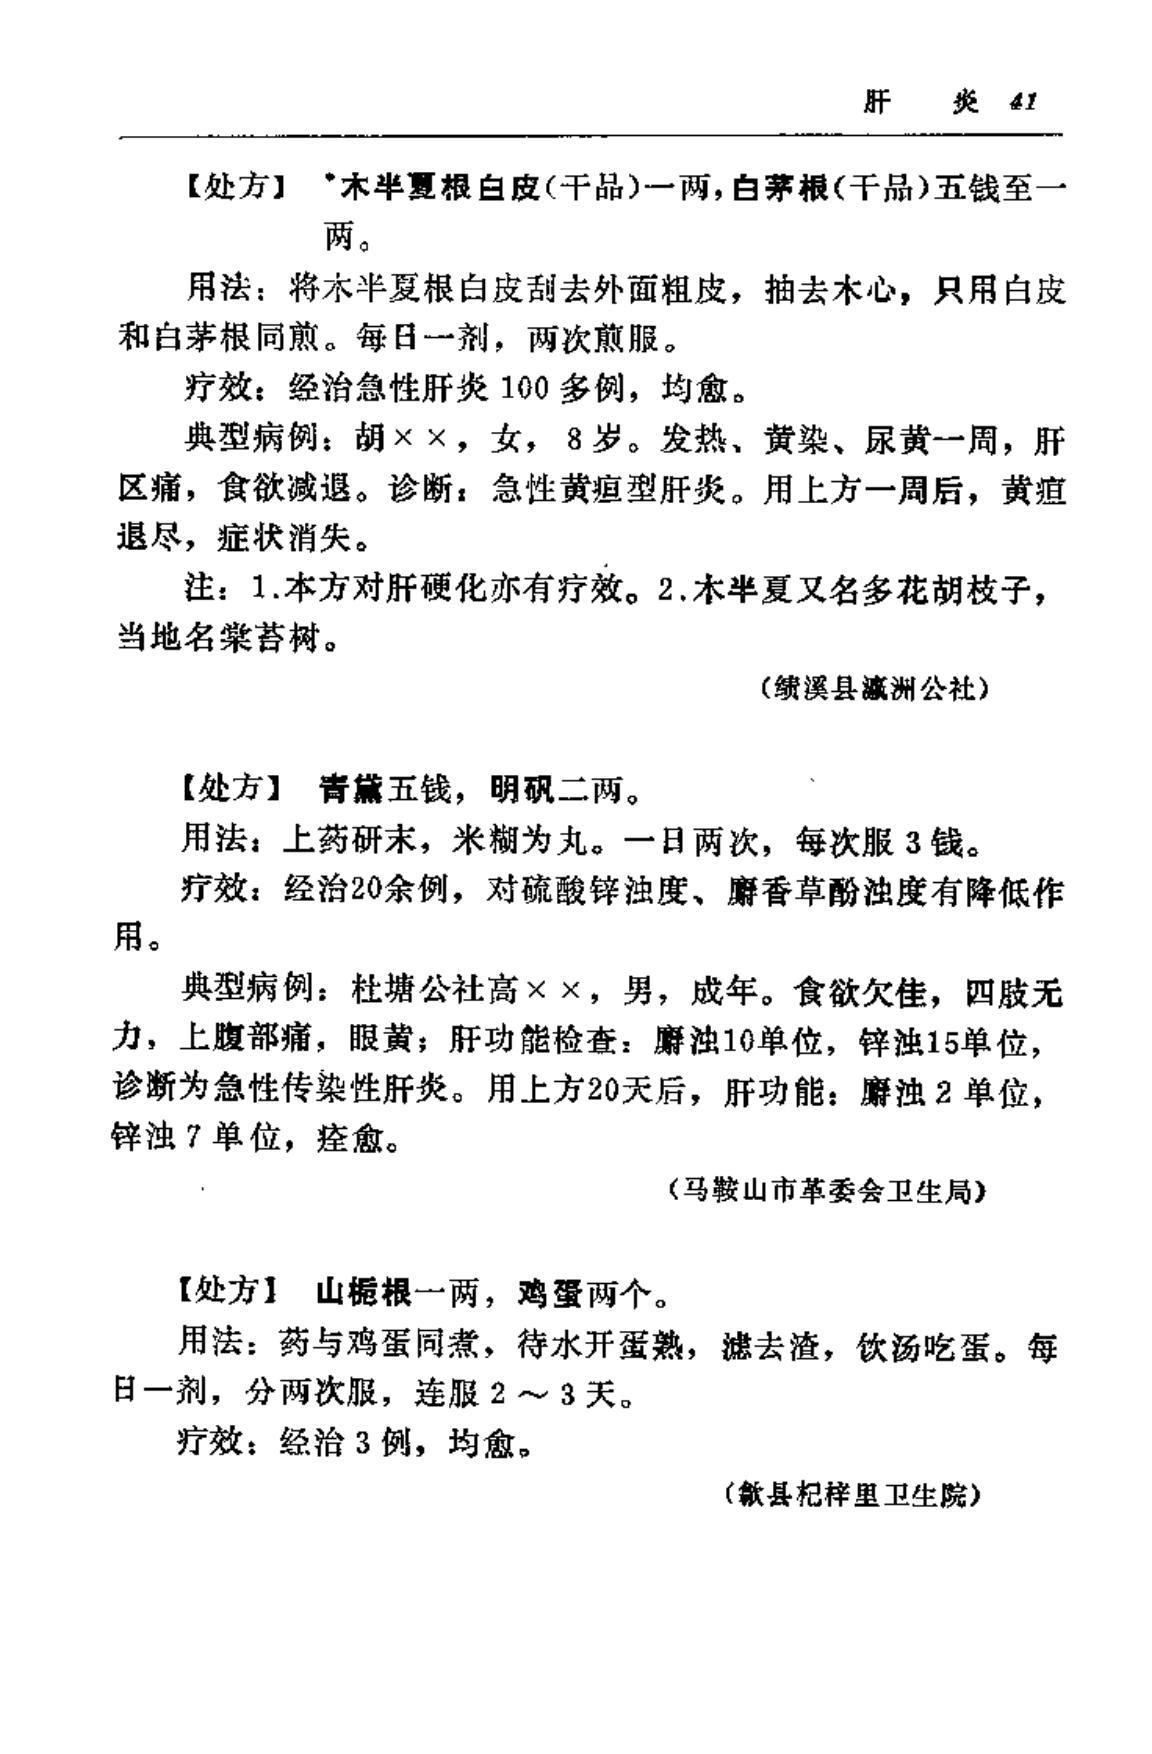 肝　炎 41
【处方】 *木半夏根白皮(干品)一两,白茅根(干品)五钱至一
两。
用法：将木半夏根白皮刮去外面粗皮，抽去木心，只用白皮
和白茅根同煎。每日一剂，两次煎服。
疗效：经治急性肝炎 100 多例，均愈。
典型病例：胡××，女，8岁。发热、黄染、尿黄一周，肝
区痛，食欲减退。诊断：急性黄疸型肝炎。用上方一周后，黄疸
退尽，症状消失。
注：1.本方对肝硬化亦有疗效。2.木半夏又名多花胡枝子，
当地名棠苔树。
(绩溪县瀛洲公社)
【处方】 青黛五钱，明矾二两。
用法：上药研末，米糊为丸。一日两次，每次服3钱。
疗效：经治20余例，对硫酸锌浊度、麝香草酚浊度有降低作
用。
典型病例：杜塘公社高××，男，成年。食欲欠佳，四肢无
力，上腹部痛，眼黄；肝功能检查：麝浊10单位，锌浊15单位，
诊断为急性传染性肝炎。用上方20天后，肝功能：麝浊2单位，
锌浊7单位，痊愈。
(马鞍山市革委会卫生局)
【处方】 山栀根一两，鸡蛋两个。
用法：药与鸡蛋同煮，待水开蛋熟，滤去渣，饮汤吃蛋。每
日一剂，分两次服，连服2～3天。
疗效：经治3例，均愈。
(歙县杞梓里卫生院)